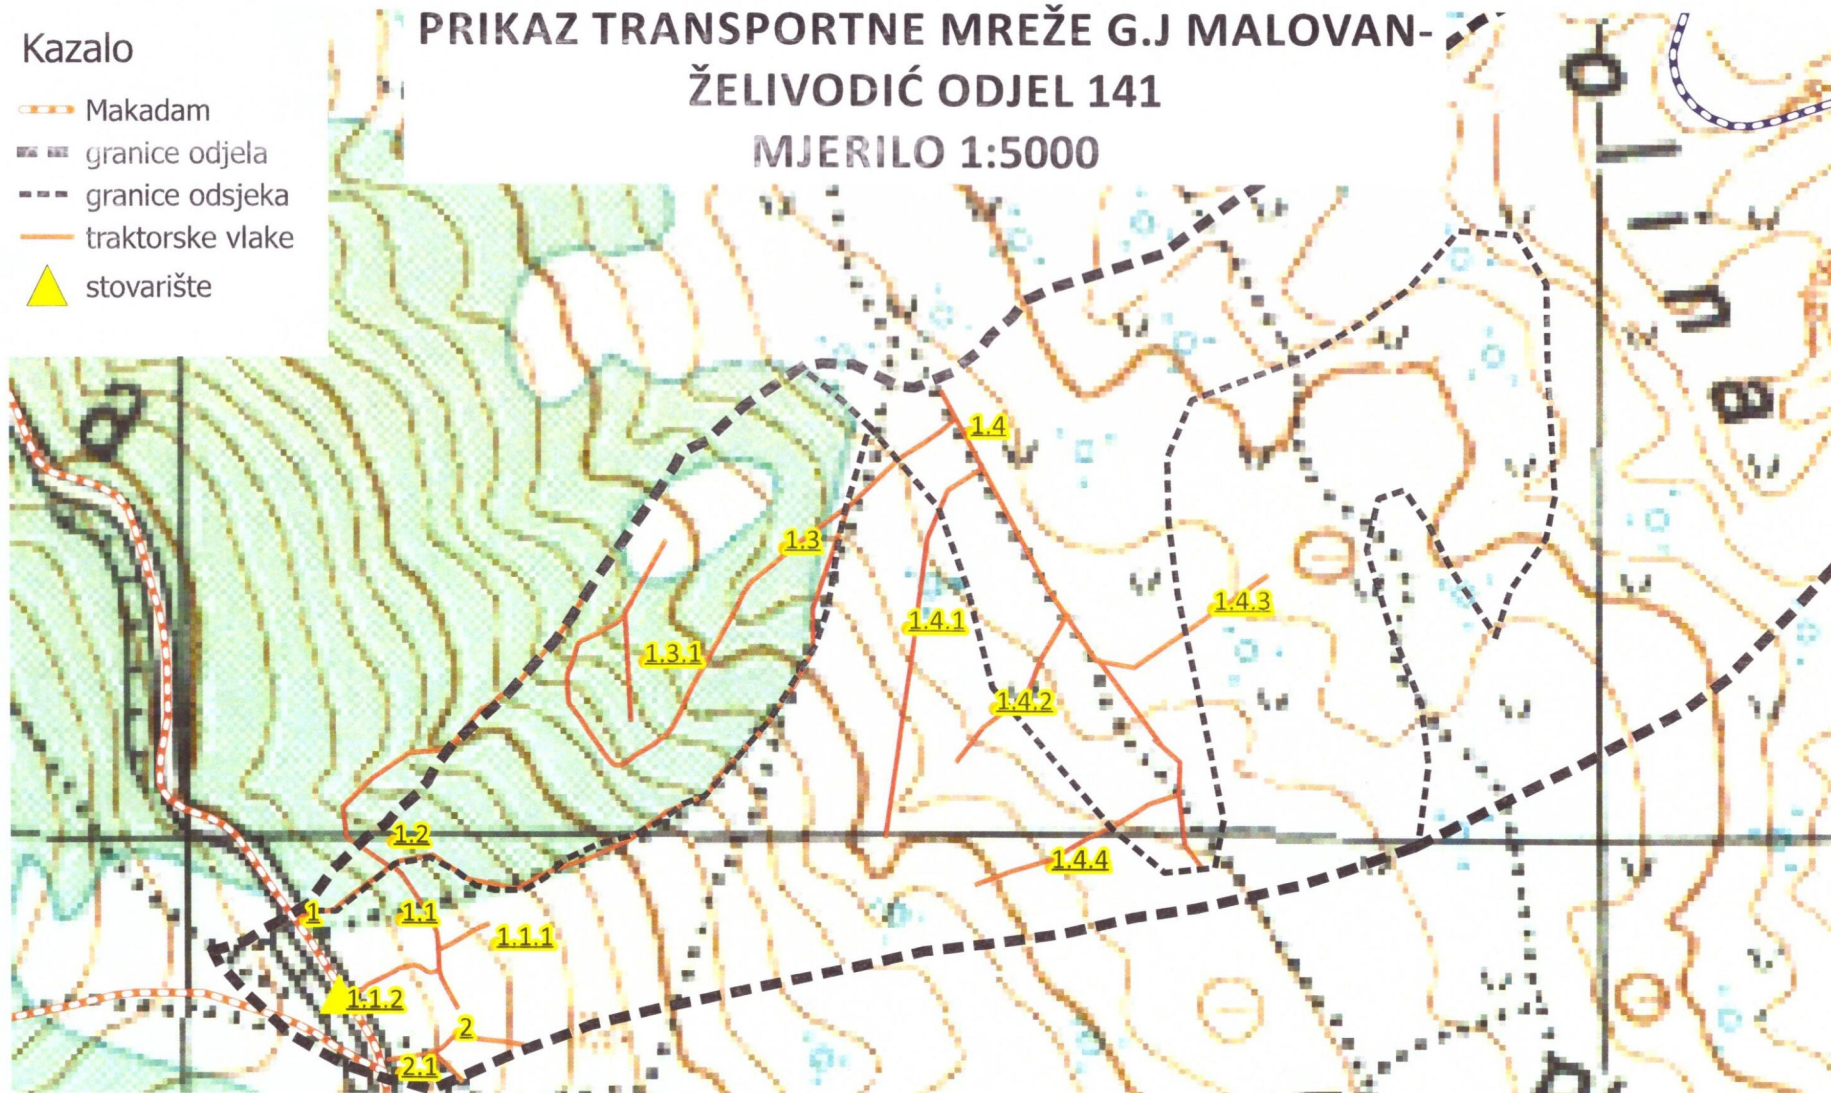 PRIKAZ TRANSPORTNE MREŽE G.J MALOVAN-
ŽELIVODIĆ ODJEL 141
MJERILO 1:5000
Kazalo
Makadam
granice odjela
granice odsjeka
traktorske vlake
stovarište
1.4
1.3
1.4.3
1.4.1
1.3.1
1.4.2
1.2
1.4.4
1
1.1
1.1.1
1.1.2
2
2.1